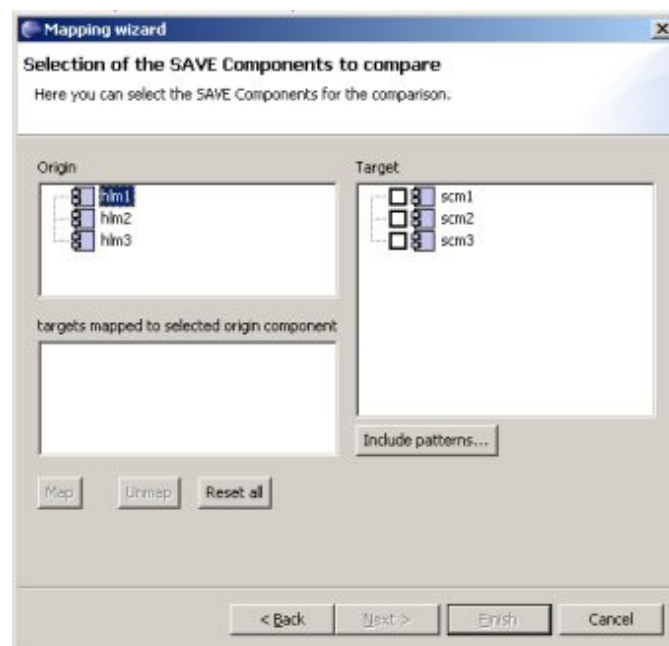 Mapping wizard
Selection of the SAVE Components to compare
Here you can select the SAVE Components for the comparison.
Origin
hlm1
hlm2
hlm3
targets mapped to selected origin component
Target
scm1
scm2
scm3
Include patterns...
Map Unmap Reset all
< Back Next > Finish Cancel